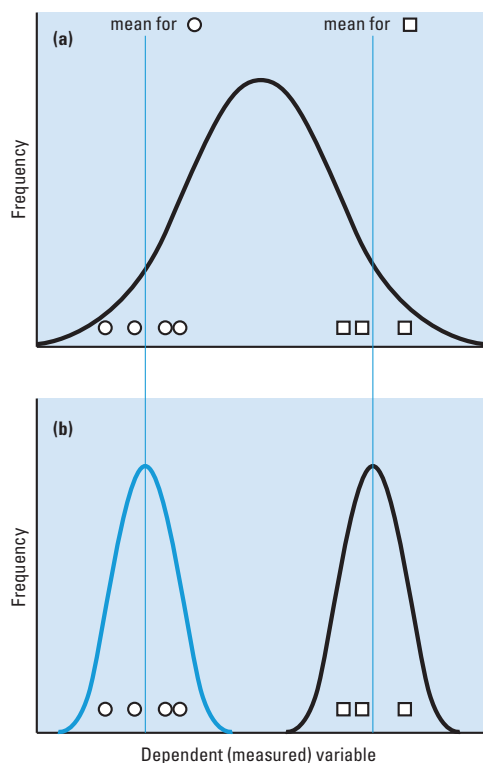 mean for
mean for
(a)
Frequency
(b)
Frequency
Dependent (measured) variable